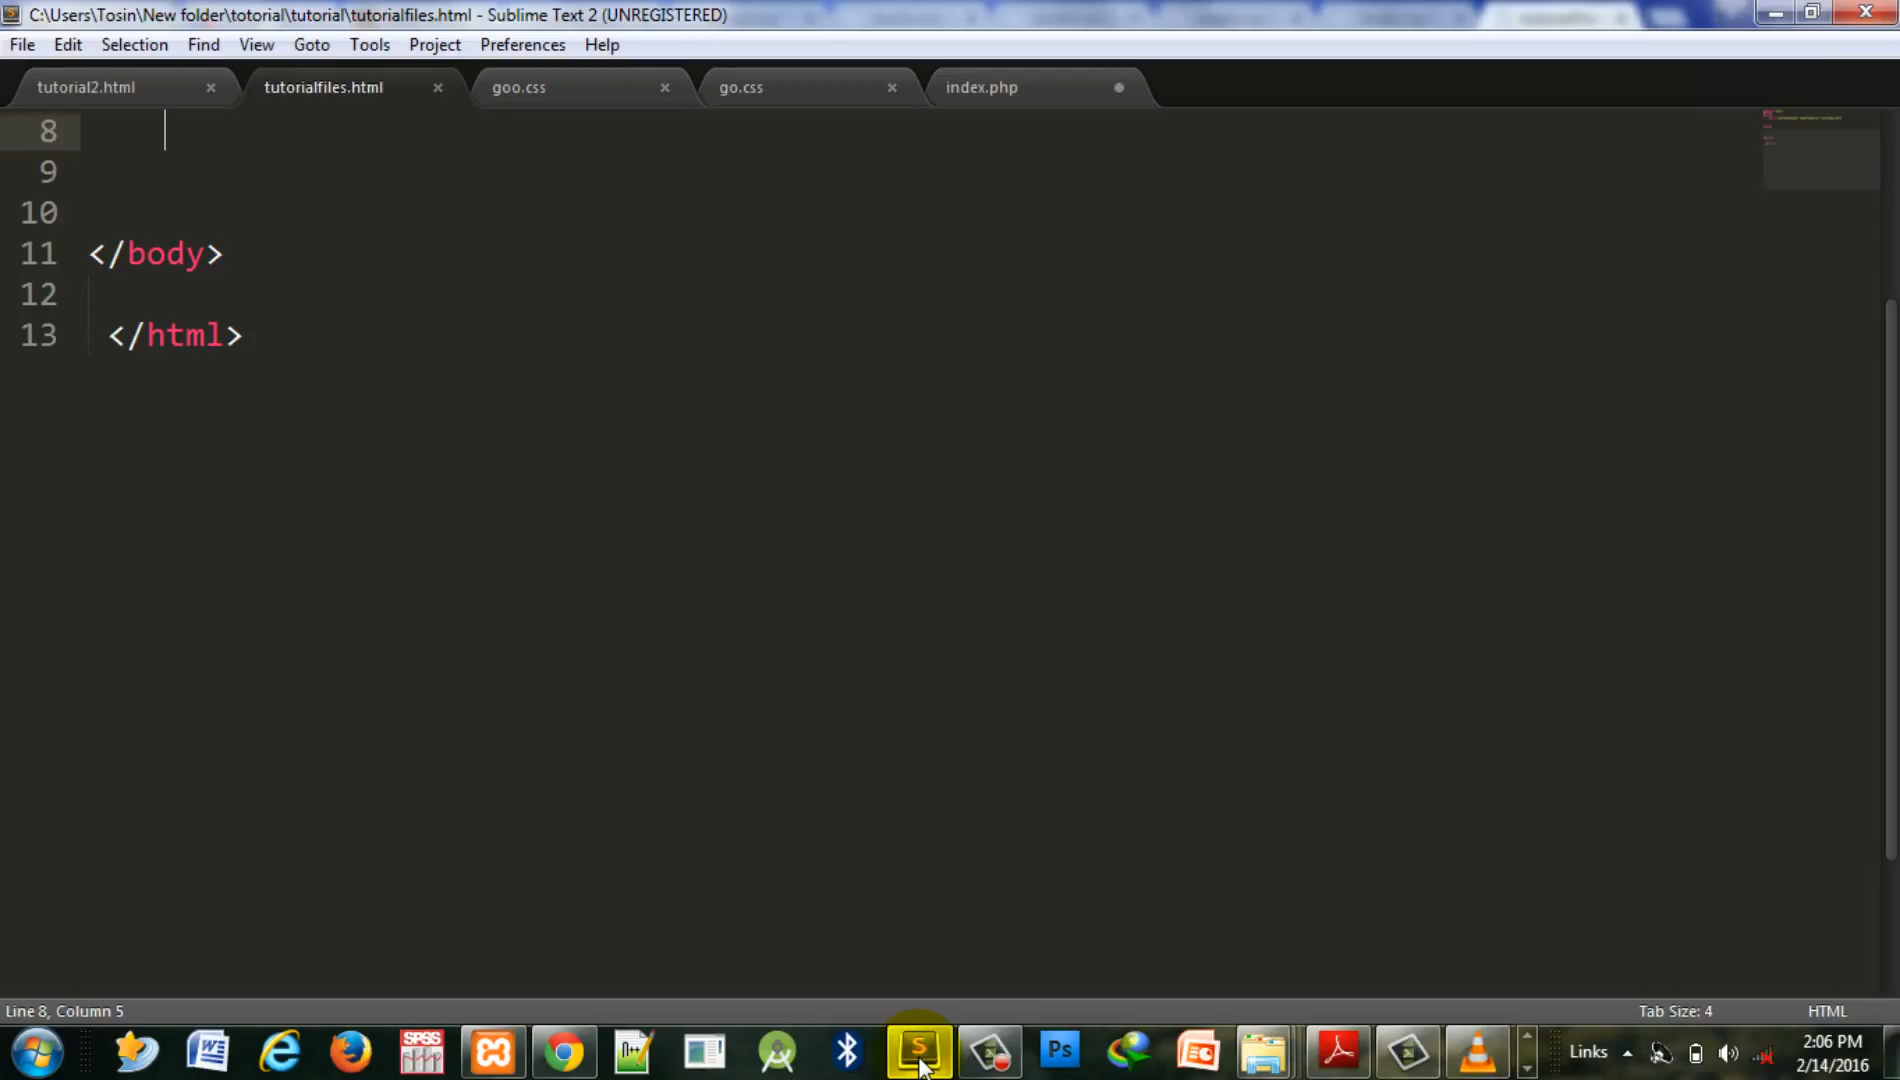 C:\Users\Tosin\New folder\totorial\tutorial\tutorialfiles.html - Sublime Text 2 (UNREGISTERED)
File Edit Selection Find View Goto Tools Project Preferences Help
tutorial2.html × tutorialfiles.html × goo.css × go.css × index.php
8
9
10
11 </body>
12
13 </html>
Line 8, Column 5 Tab Size: 4 HTML
SPSS
N++
S
Ps
Links
2:06 PM
2/14/2016